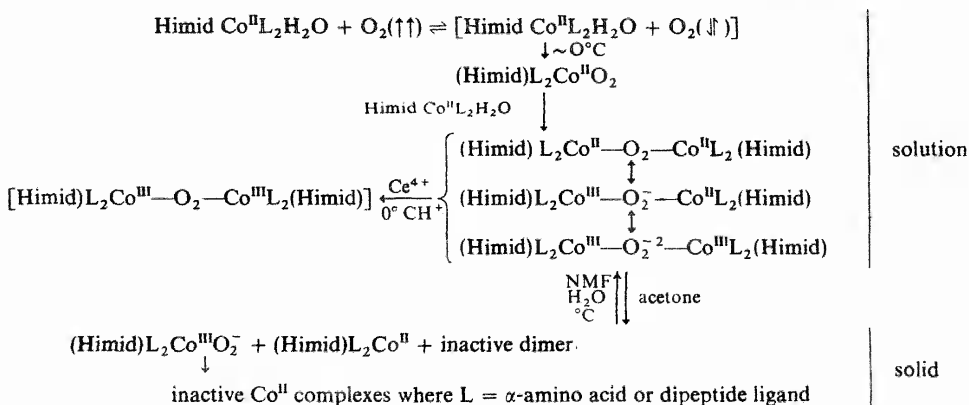 Himid Co^II L₂H₂O + O₂(↑↑) ⇌ [Himid Co^II L₂H₂O + O₂(⇃↾)]
↓~O°C
(Himid)L₂Co^II O₂
Himid Co^II L₂H₂O ↓
(Himid) L₂Co^II—O₂—Co^II L₂ (Himid)
solution
↕
[Himid)L₂Co^III—O₂—Co^III L₂(Himid)] ← Ce⁴⁺ 0° CH⁺ { (Himid)L₂Co^III—O₂⁻—Co^II L₂(Himid)
↕
(Himid)L₂Co^III—O₂⁻²—Co^III L₂(Himid)
NMF
H₂O ↑↓ acetone
°C
(Himid)L₂Co^III O₂⁻ + (Himid)L₂Co^II + inactive dimer.
↓
solid
inactive Co^II complexes where L = α-amino acid or dipeptide ligand